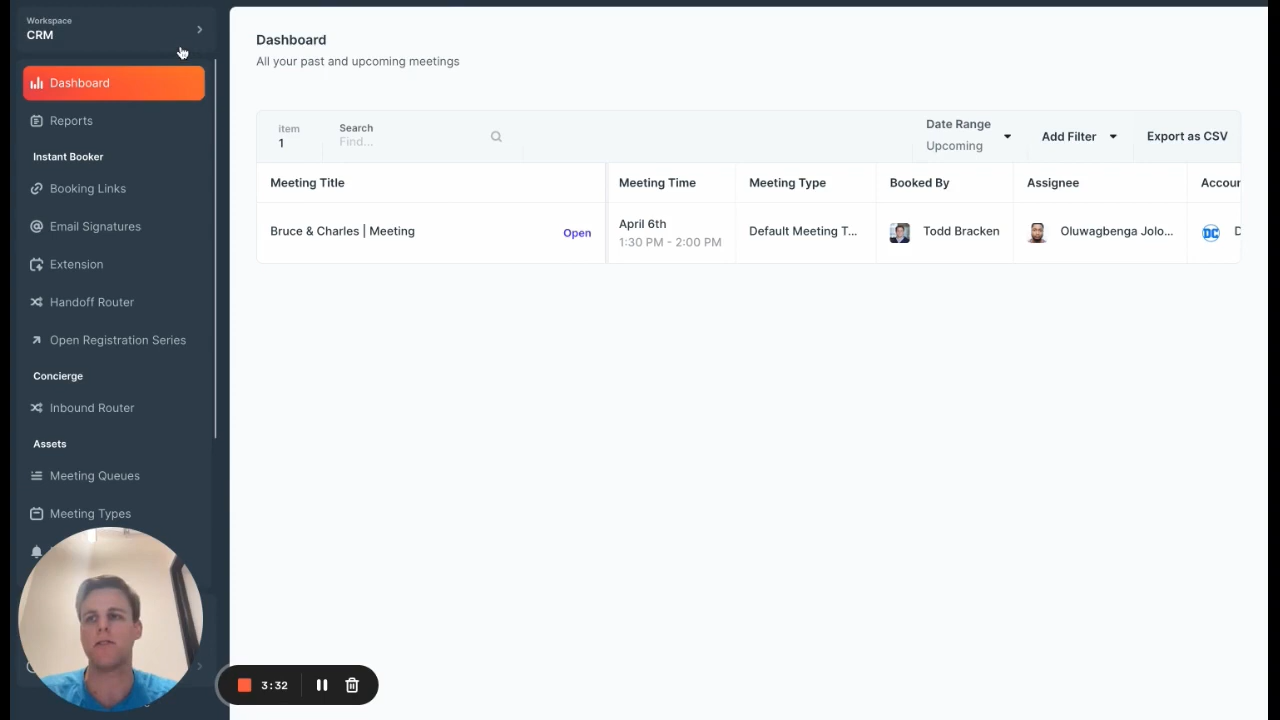 Workspace
CRM
Dashboard
Reports
Instant Booker
Booking Links
Email Signatures
Extension
Handoff Router
Open Registration Series
Concierge
Inbound Router
Assets
Meeting Queues
Meeting Types
Dashboard
All your past and upcoming meetings
item
1
Search
Find...
Date Range
Upcoming
Add Filter
Export as CSV
Meeting Title
Meeting Time
Meeting Type
Booked By
Assignee
Accour
Bruce & Charles | Meeting
Open
April 6th
1:30 PM - 2:00 PM
Default Meeting T...
Todd Bracken
Oluwagbenga Jolo...
DC
D
3:32